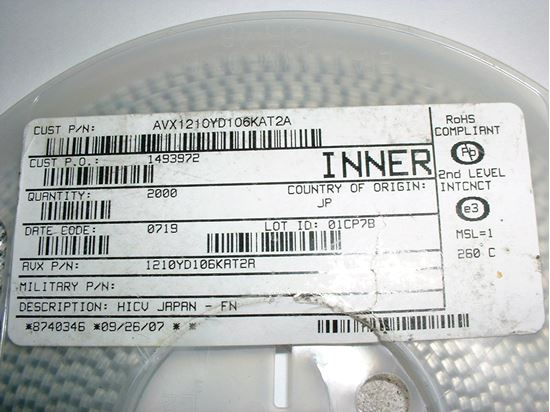 CUST P/N: AVX1210YD106KAT2A
CUST P.O.: 1493972
INNER
QUANTITY: 2000
COUNTRY OF ORIGIN:
JP
DATE CODE: 0719
LOT ID: 01CP7B
AVX P/N: 1210YD106KAT2A
MILITARY P/N:
DESCRIPTION: HICV JAPAN - FN
*8740346 *09/26/07 * *
RoHS
COMPLIANT
Pb
2nd LEVEL
INTCNCT
e3
MSL=1
260 C